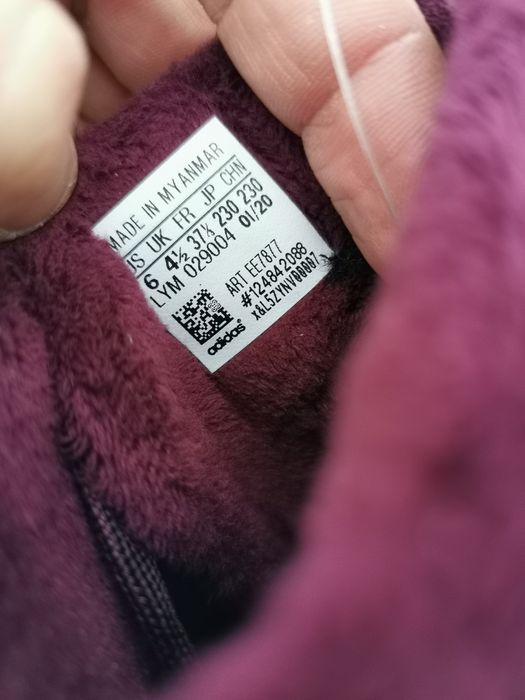 MADE IN MYANMAR
US UK FR JP CHN
6 4½ 37⅓ 230 230
LYM 029004 01/20
ART EE7877
#124842088
X&L5ZYNV00007
adidas